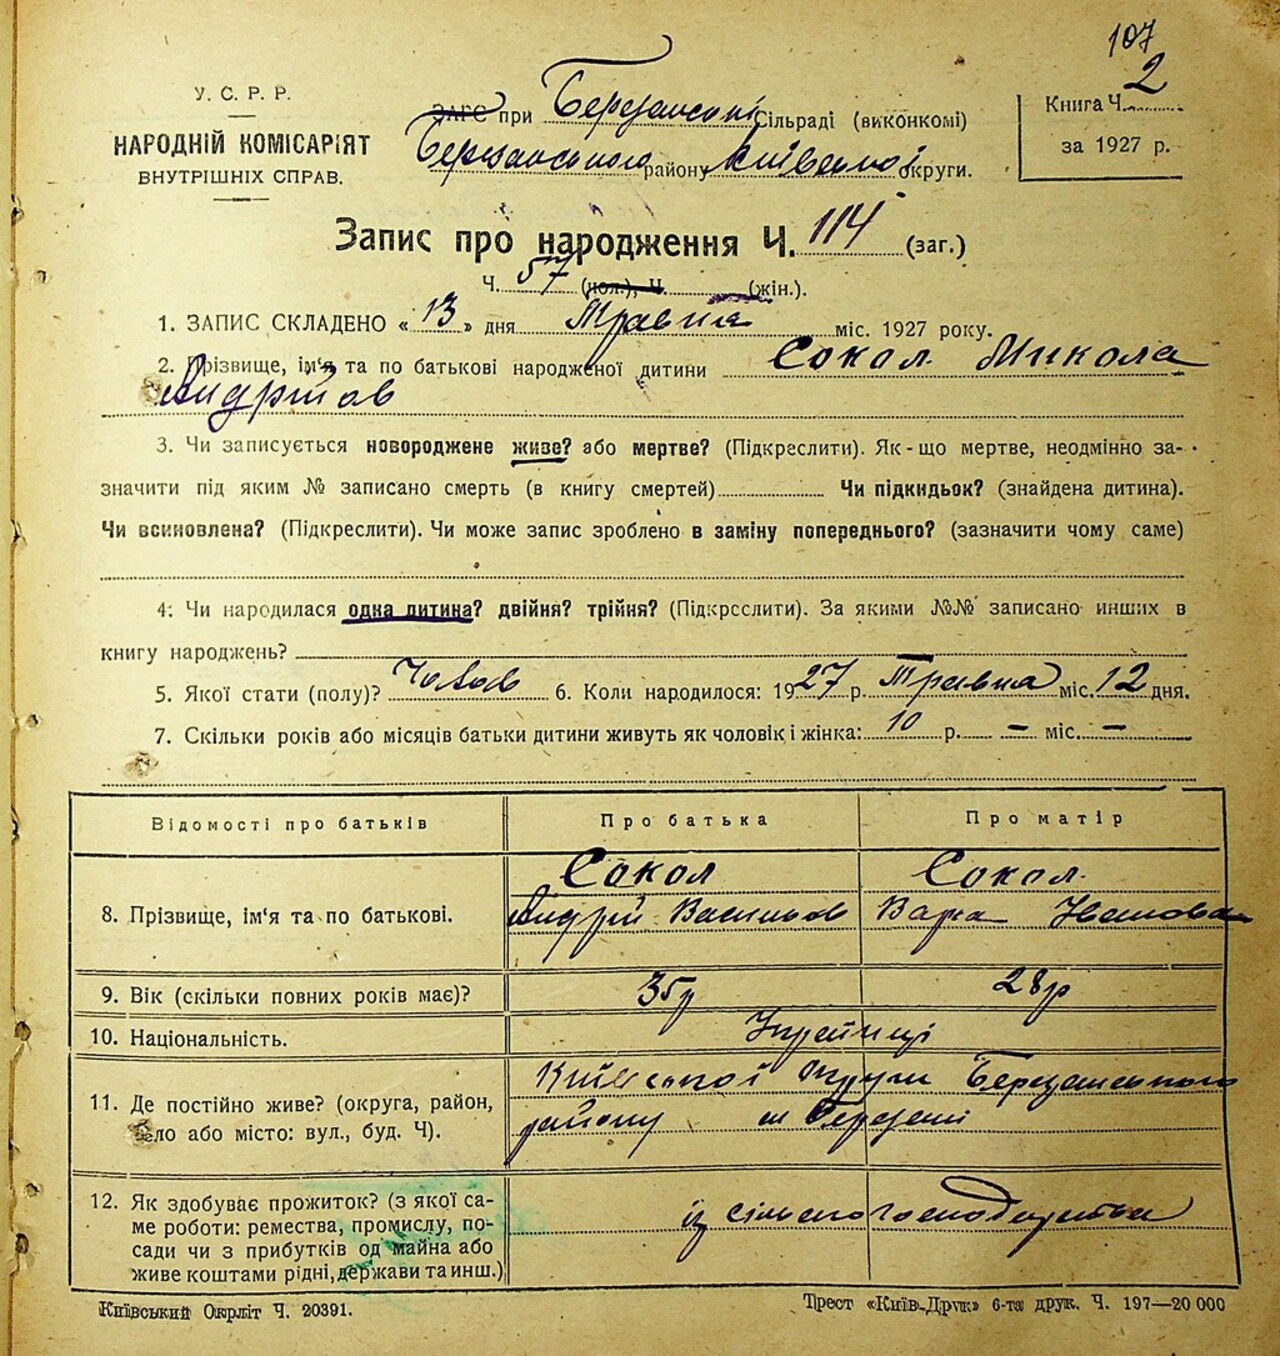 107
2
У. С. Р. Р.
НАРОДНІЙ КОМІСАРІЯТ
ВНУТРІШНІХ СПРАВ.
ЗАГС при Березанській Сільраді (виконкомі)
Березанського району Київської округи.
Книга Ч.
за 1927 р.
Запис про народження Ч. 114 (заг.)
Ч. 57 (чол.), Ч. (жін.).
1. ЗАПИС СКЛАДЕНО « 13 » дня Травня міс. 1927 року.
2. Прізвище, ім'я та по батькові народженої дитини Сокол Микола
Андріїов
3. Чи записується новороджене живе? або мертве? (Підкреслити). Як-що мертве, неодмінно за-
значити під яким № записано смерть (в книгу смертей) Чи підкидьок? (знайдена дитина).
Чи всиновлена? (Підкреслити). Чи може запис зроблено в заміну попереднього? (зазначити чому саме)
4: Чи народилася одна дитина? двійня? трійня? (Підкреслити). За якими №№ записано инших в
книгу народжень?
5. Якої стати (полу)? Чолов 6. Коли народилося: 1927 р. Травня міс. 12 дня.
7. Скільки років або місяців батьки дитини живуть як чоловік і жінка: 10 р. — міс. —
Відомості про батьків
Про батька
Про матір
8. Прізвище, ім'я та по батькові.
Сокол
Андрій Васильов
Сокол
Варка Іванова
9. Вік (скільки повних років має)?
35р
28р
10. Національність.
Українці
11. Де постійно живе? (округа, район,
село або місто: вул., буд. Ч).
Київської округи Березанського
району м Березані
12. Як здобуває прожиток? (з якої са-
ме роботи: ремества, промислу, по-
сади чи з прибутків од майна або
живе коштами рідні, держави та инш.)
із сільського господарства
Київський Окрліт Ч. 20391.
Трест «Київ-Друк» 6-та друк. Ч. 197—20 000